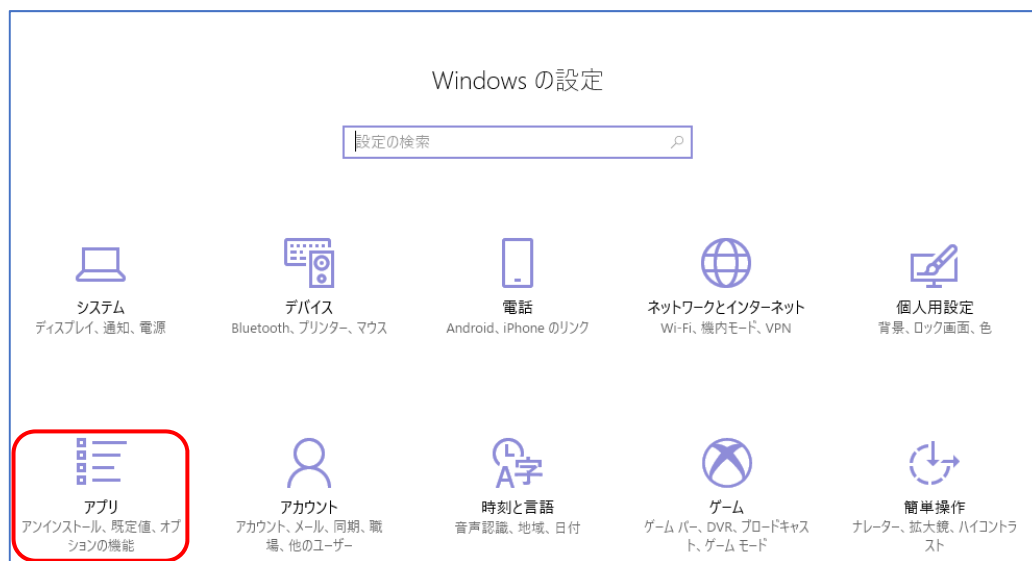 Windows の設定
設定の検索
システム
ディスプレイ、通知、電源
デバイス
Bluetooth、プリンター、マウス
電話
Android、iPhone のリンク
ネットワークとインターネット
Wi-Fi、機内モード、VPN
個人用設定
背景、ロック画面、色
アプリ
アンインストール、既定値、オプ
ションの機能
アカウント
アカウント、メール、同期、職
場、他のユーザー
時刻と言語
音声認識、地域、日付
ゲーム
ゲーム バー、DVR、ブロードキャス
ト、ゲーム モード
簡単操作
ナレーター、拡大鏡、ハイコントラ
スト